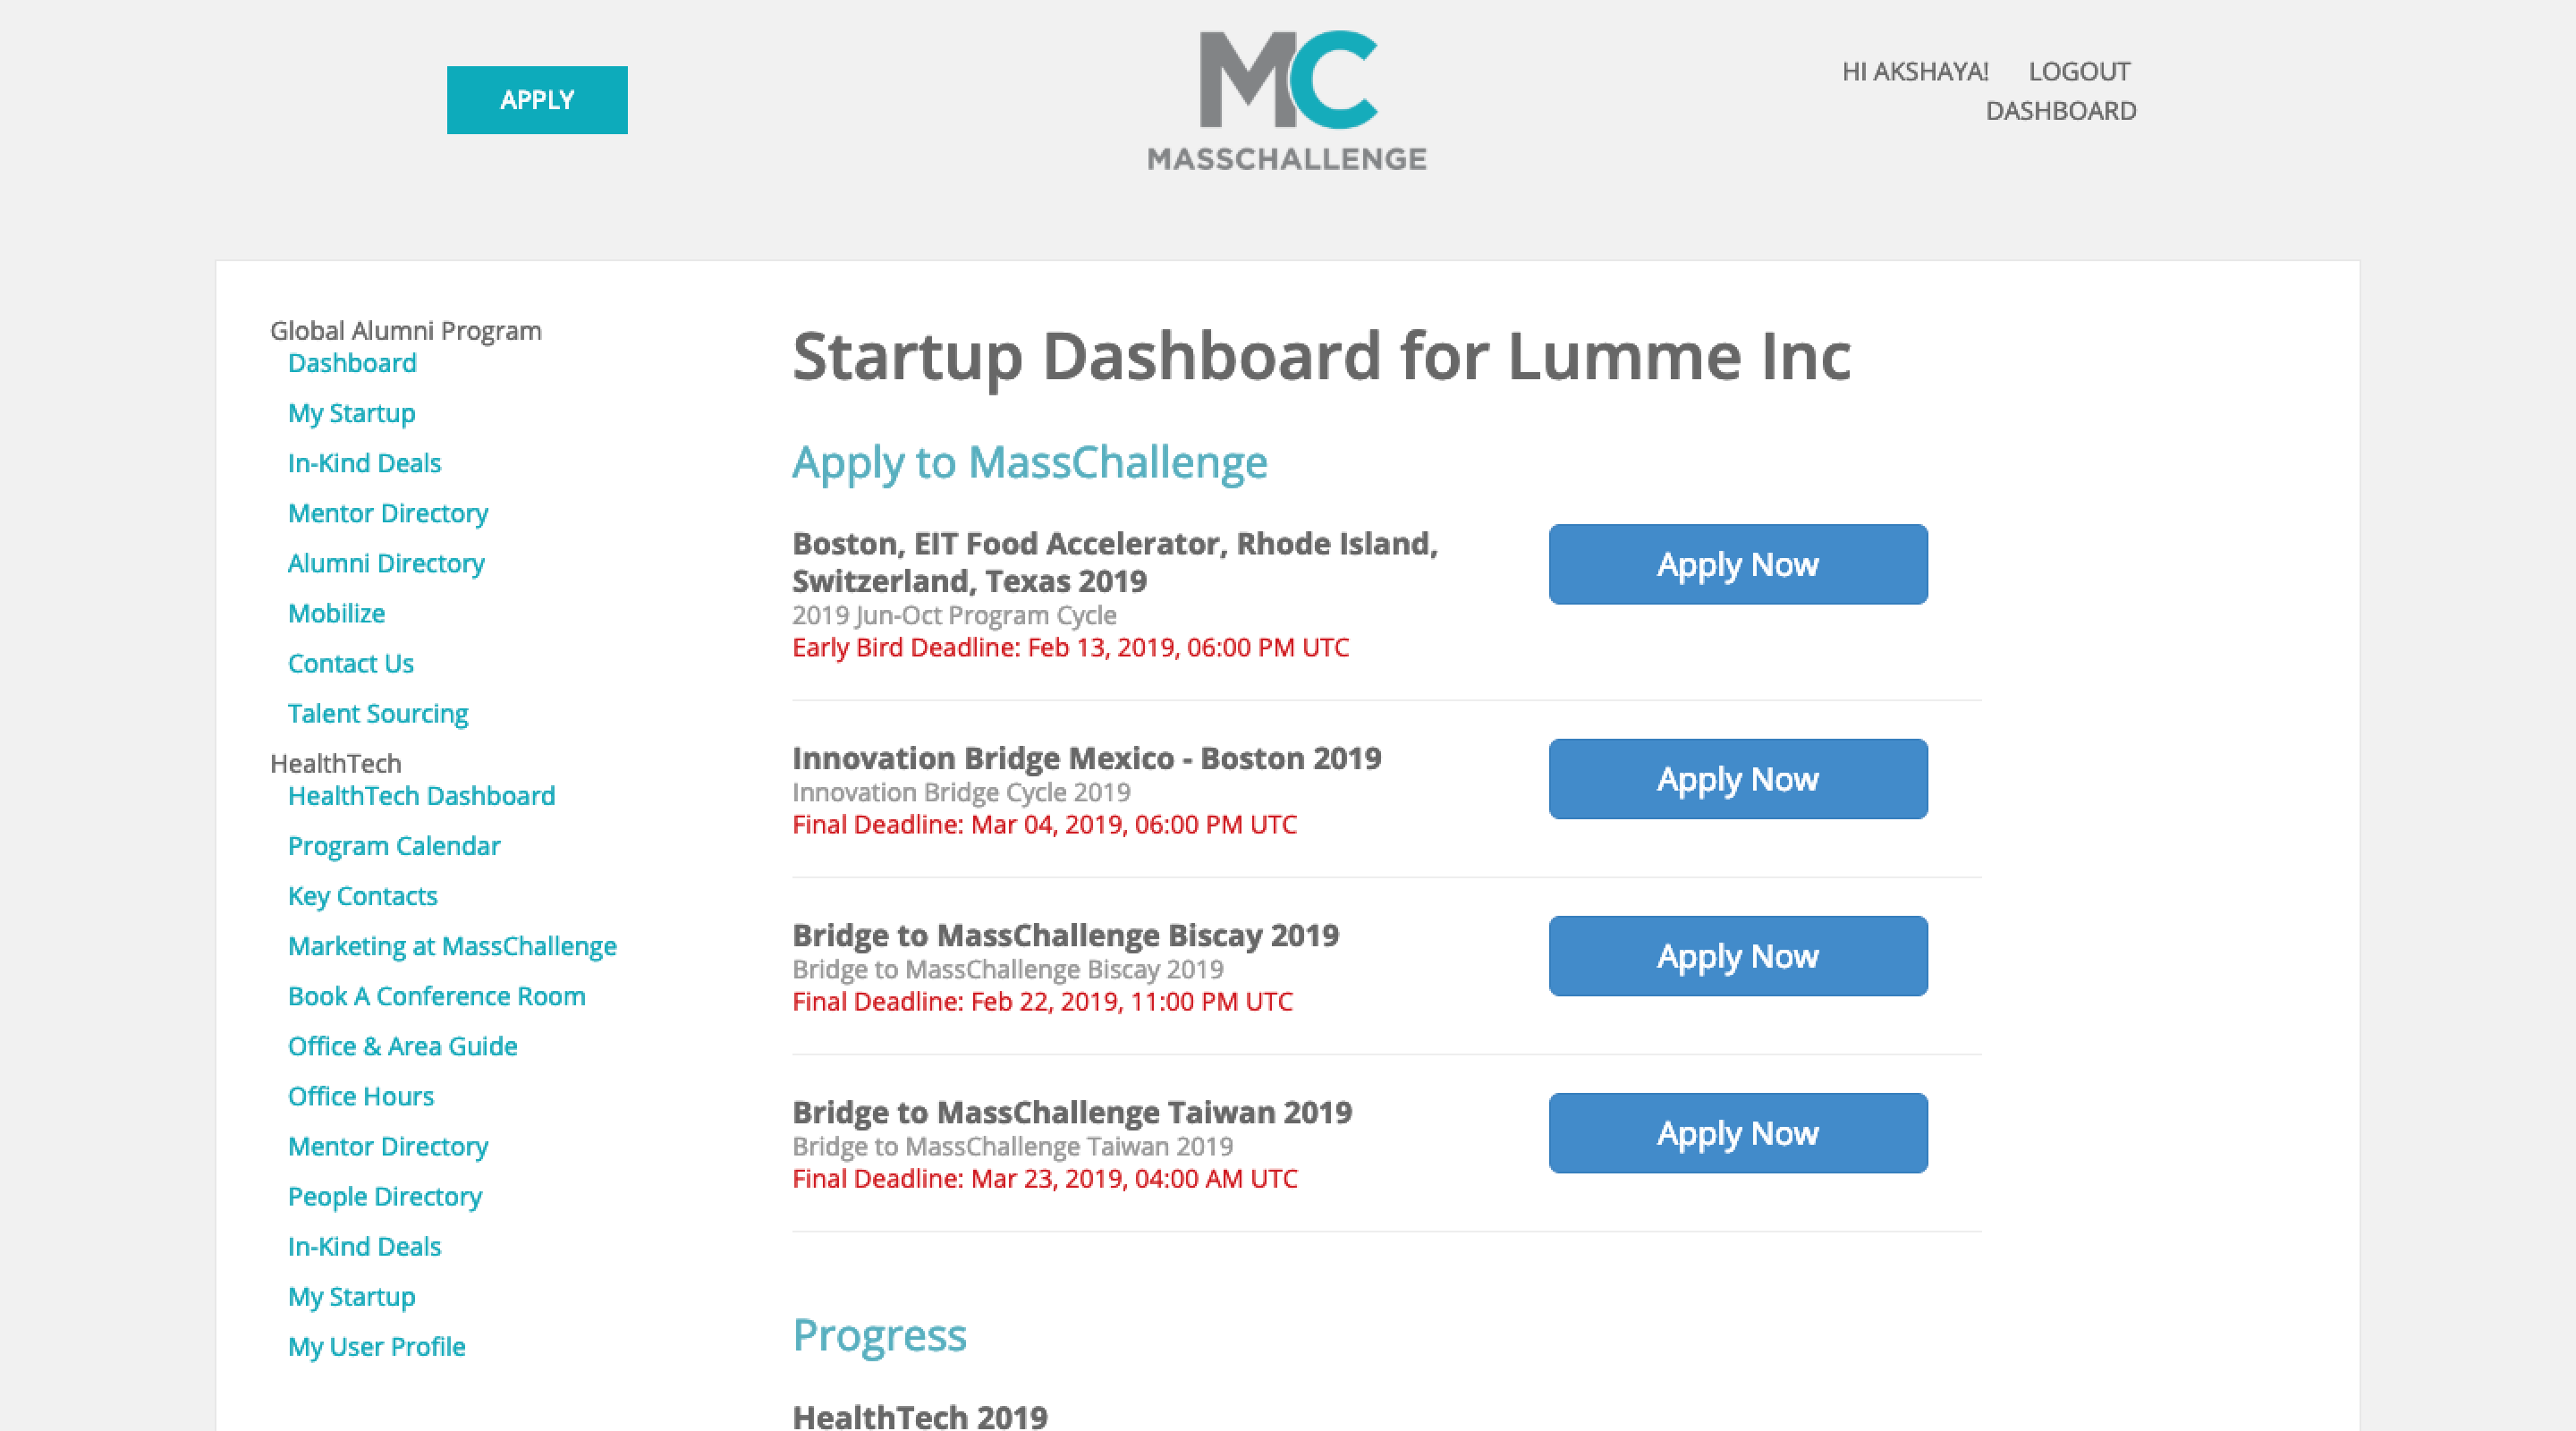 APPLY
MC
MASSCHALLENGE
HI AKSHAYA! LOGOUT
DASHBOARD
Global Alumni Program
Dashboard
My Startup
In-Kind Deals
Mentor Directory
Alumni Directory
Mobilize
Contact Us
Talent Sourcing
HealthTech
HealthTech Dashboard
Program Calendar
Key Contacts
Marketing at MassChallenge
Book A Conference Room
Office & Area Guide
Office Hours
Mentor Directory
People Directory
In-Kind Deals
My Startup
My User Profile
Startup Dashboard for Lumme Inc
Apply to MassChallenge
Boston, EIT Food Accelerator, Rhode Island,
Switzerland, Texas 2019
2019 Jun-Oct Program Cycle
Early Bird Deadline: Feb 13, 2019, 06:00 PM UTC
Apply Now
Innovation Bridge Mexico - Boston 2019
Innovation Bridge Cycle 2019
Final Deadline: Mar 04, 2019, 06:00 PM UTC
Apply Now
Bridge to MassChallenge Biscay 2019
Bridge to MassChallenge Biscay 2019
Final Deadline: Feb 22, 2019, 11:00 PM UTC
Apply Now
Bridge to MassChallenge Taiwan 2019
Bridge to MassChallenge Taiwan 2019
Final Deadline: Mar 23, 2019, 04:00 AM UTC
Apply Now
Progress
HealthTech 2019